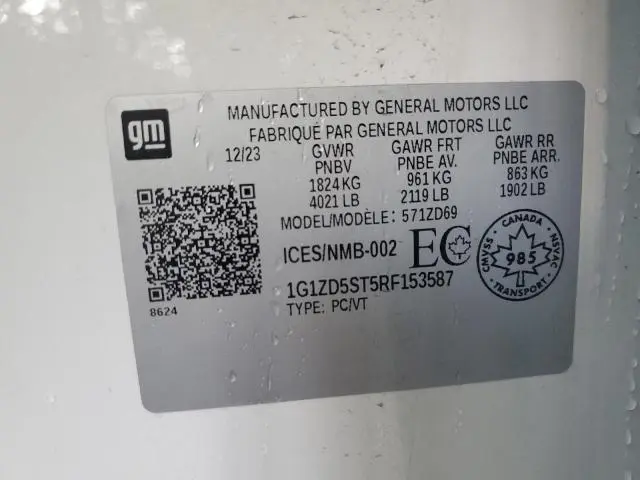 gm
MANUFACTURED BY GENERAL MOTORS LLC
FABRIQUÉ PAR GENERAL MOTORS LLC
12/23 GVWR GAWR FRT GAWR RR
PNBV PNBE AV. PNBE ARR.
1824 KG 961 KG 863 KG
4021 LB 2119 LB 1902 LB
MODEL/MODÈLE: 571ZD69
ICES/NMB-002 EC
1G1ZD5ST5RF153587
TYPE: PC/VT
8624
CANADA
CMVSS 985 NSVAC
TRANSPORT